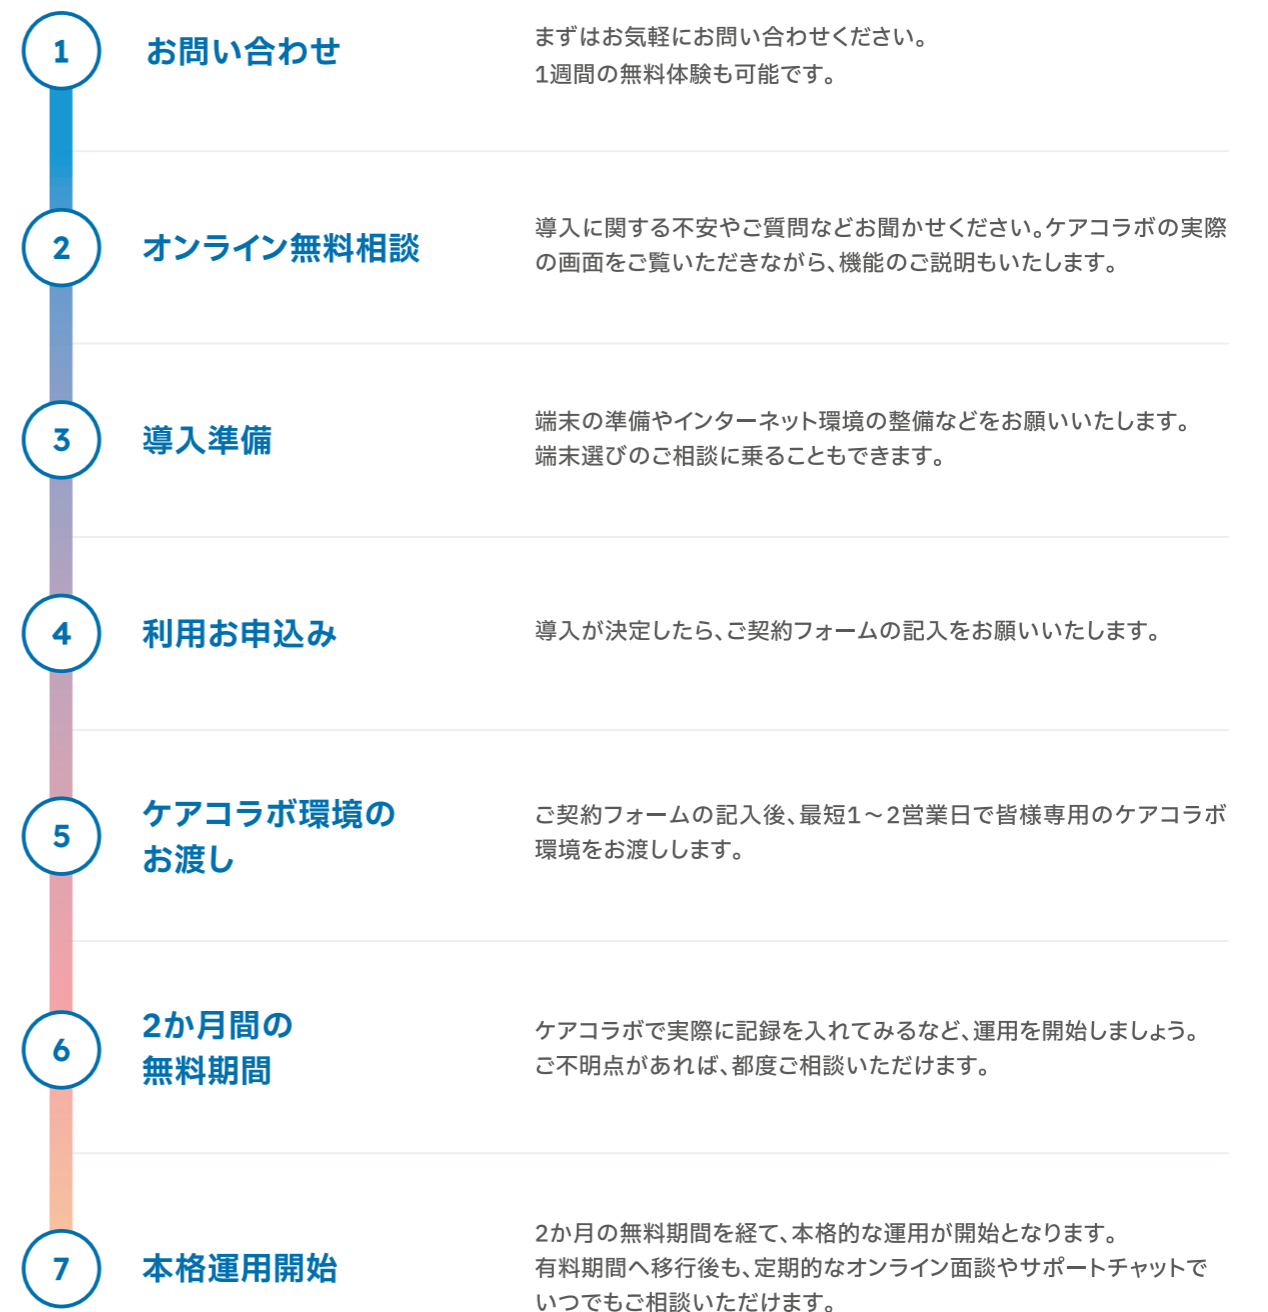 1
お問い合わせ
まずはお気軽にお問い合わせください。
1週間の無料体験も可能です。
2
オンライン無料相談
導入に関する不安やご質問などお聞かせください。ケアコラボの実際
の画面をご覧いただきながら、機能のご説明もいたします。
3
導入準備
端末の準備やインターネット環境の整備などをお願いいたします。
端末選びのご相談に乗ることもできます。
4
利用お申込み
導入が決定したら、ご契約フォームの記入をお願いいたします。
5
ケアコラボ環境の
お渡し
ご契約フォームの記入後、最短1〜2営業日で皆様専用のケアコラボ
環境をお渡しします。
6
2か月間の
無料期間
ケアコラボで実際に記録を入れてみるなど、運用を開始しましょう。
ご不明点があれば、都度ご相談いただけます。
7
本格運用開始
2か月の無料期間を経て、本格的な運用が開始となります。
有料期間へ移行後も、定期的なオンライン面談やサポートチャットで
いつでもご相談いただけます。